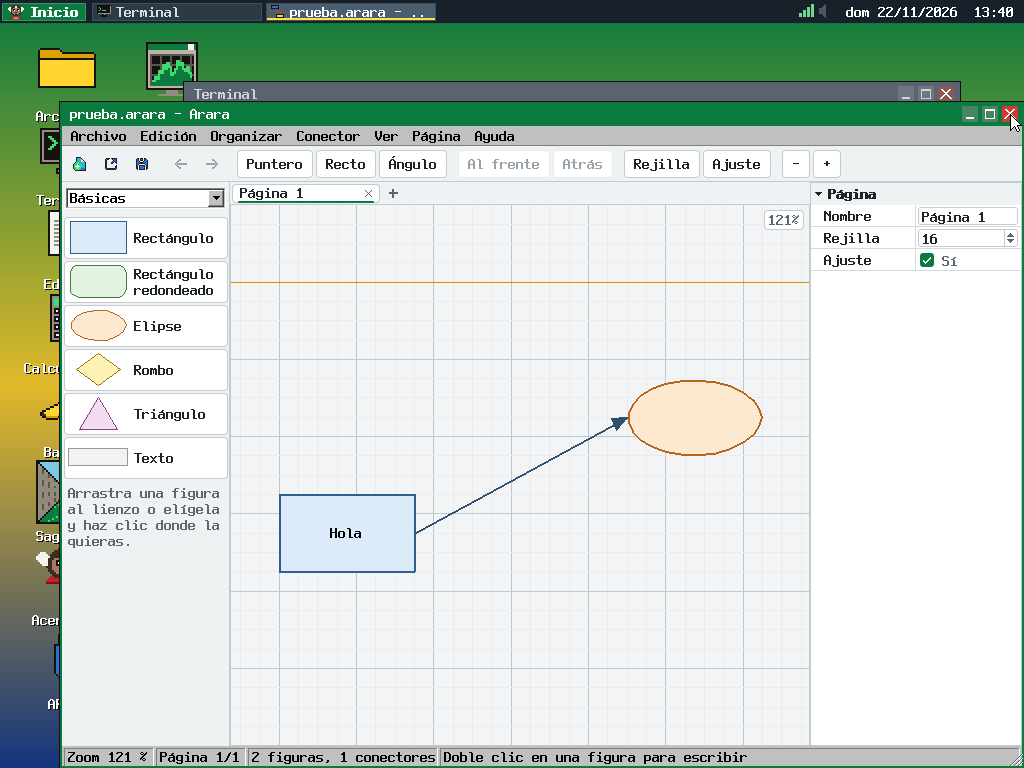 Inicio
Terminal
prueba.arara - ..
dom 22/11/2026 13:40
Terminal
prueba.arara - Arara
Archivo Edición Organizar Conector Ver Página Ayuda
Puntero Recto Ángulo Al frente Atrás Rejilla Ajuste - +
Básicas
Rectángulo
Rectángulo
redondeado
Elipse
Rombo
Triángulo
Texto
Arrastra una figura
al lienzo o elígela
y haz clic donde la
quieras.
Página 1
121%
Hola
Página
Nombre Página 1
Rejilla 16
Ajuste Sí
Zoom 121 % Página 1/1 2 figuras, 1 conectores Doble clic en una figura para escribir